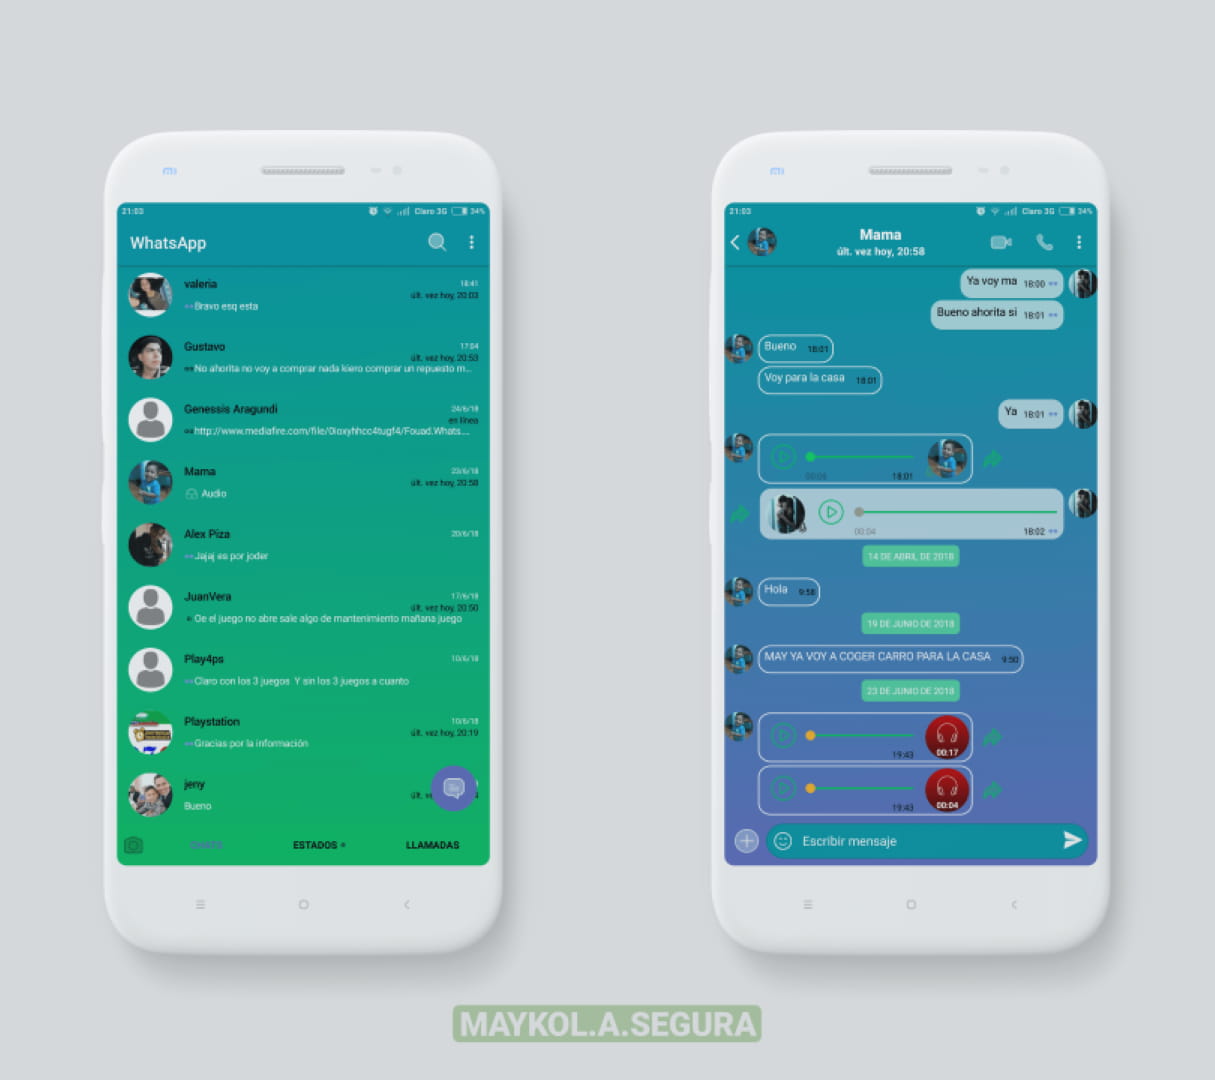 mi
21:03
Claro 3G 34%
WhatsApp
valeria
18:41
últ. vez hoy, 20:03
Bravo esq esta
Gustavo
17:04
últ. vez hoy, 20:53
No ahorita no voy a comprar nada kiero comprar un repuesto m...
Genessis Aragundi
24/6/18
en línea
http://www.mediafire.com/file/0ioxyhhcc4tugf4/Fouad.Whats....
Mama
23/6/18
últ. vez hoy, 20:58
Audio
Alex Piza
20/6/18
Jajaj es por joder
JuanVera
17/6/18
últ. vez hoy, 20:50
Oe el juego no abre sale algo de mantenimiento mañana juego
Play4ps
10/6/18
Claro con los 3 juegos Y sin los 3 juegos a cuanto
Playstation
10/6/18
últ. vez hoy, 20:19
Gracias por la información
jeny
últ. v
Bueno
CHATS
ESTADOS
LLAMADAS
mi
21:03
Claro 3G 34%
Mama
últ. vez hoy, 20:58
Ya voy ma 18:00
Bueno ahorita si 18:01
Bueno 18:01
Voy para la casa 18:01
Ya 18:01
00:06 18:01
00:04 18:02
14 DE ABRIL DE 2018
Hola 9:58
19 DE JUNIO DE 2018
MAY YA VOY A COGER CARRO PARA LA CASA 9:50
23 DE JUNIO DE 2018
00:17
19:43
00:04
19:43
Escribir mensaje
MAYKOL.A.SEGURA